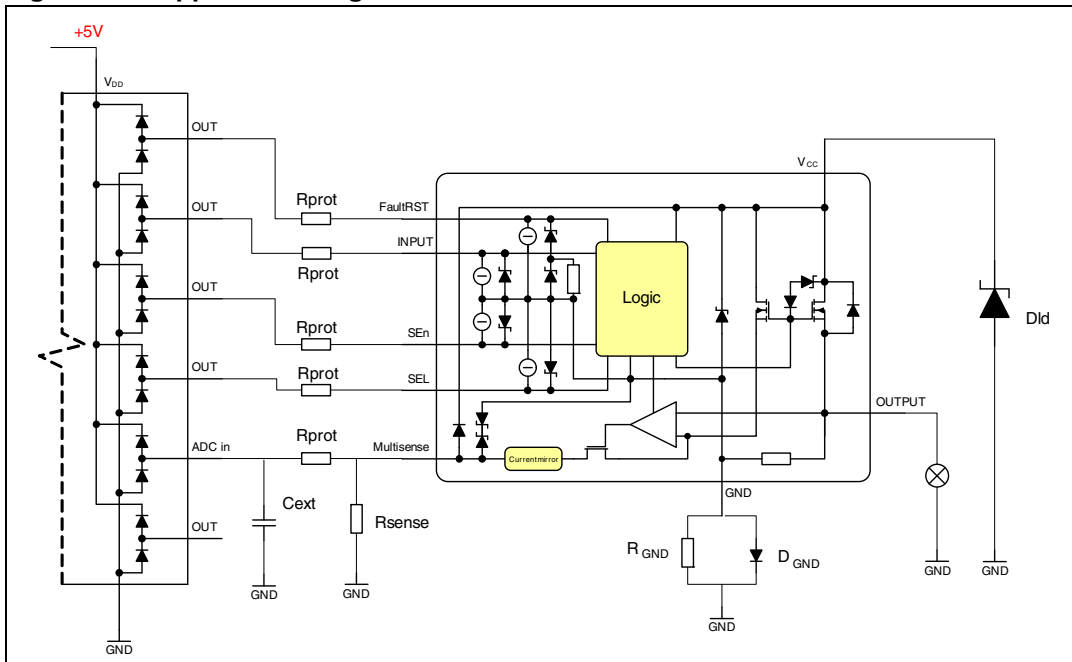 +5V
VDD
OUT
OUT
OUT
OUT
ADC in
OUT
GND
Rprot
Rprot
Rprot
Rprot
Rprot
Cext
GND
Rsense
GND
FaultRST
INPUT
SEn
SEL
Multisense
Logic
Currentmirror
VCC
OUTPUT
GND
RGND
DGND
GND
GND
Dld
GND